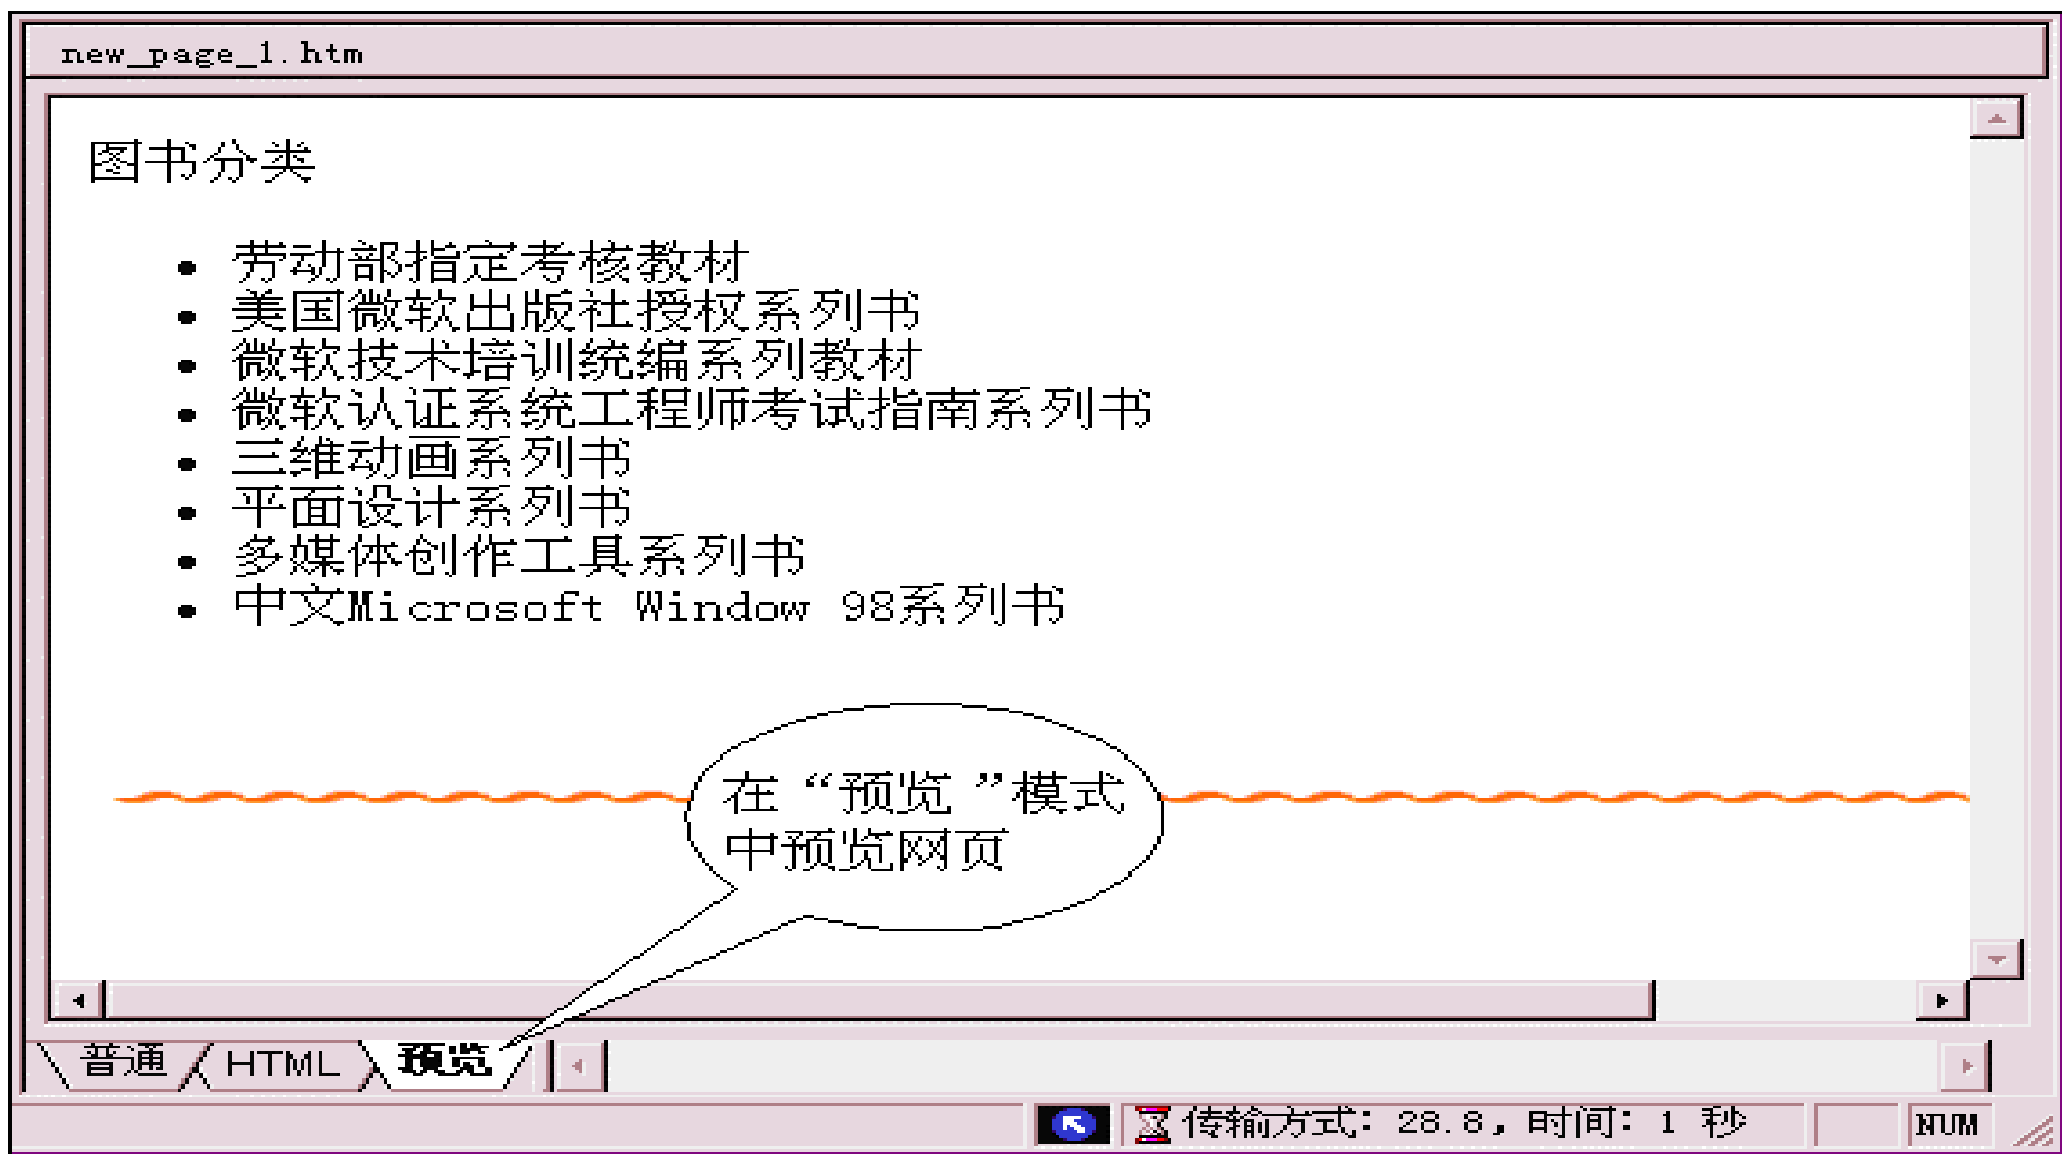 new_page_1.htm
图书分类
• 劳动部指定考核教材
• 美国微软出版社授权系列书
• 微软技术培训统编系列教材
• 微软认证系统工程师考试指南系列书
• 三维动画系列书
• 平面设计系列书
• 多媒体创作工具系列书
• 中文Microsoft Window 98系列书
在“预览”模式
中预览网页
普通 HTML 预览
传输方式：28.8，时间：1 秒 NUM